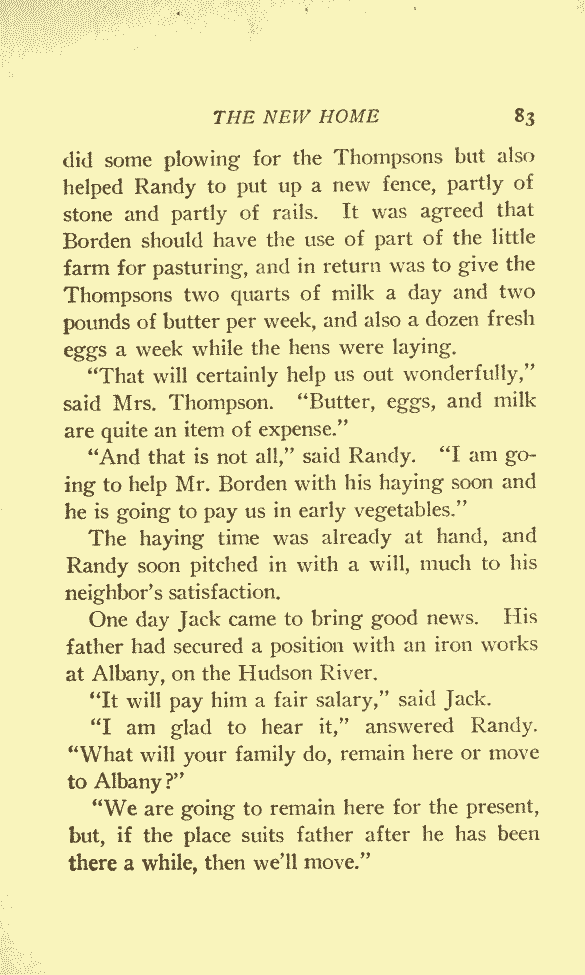 THE NEW HOME 83
did some plowing for the Thompsons but also
helped Randy to put up a new fence, partly of
stone and partly of rails. It was agreed that
Borden should have the use of part of the little
farm for pasturing, and in return was to give the
Thompsons two quarts of milk a day and two
pounds of butter per week, and also a dozen fresh
eggs a week while the hens were laying.
"That will certainly help us out wonderfully,"
said Mrs. Thompson. "Butter, eggs, and milk
are quite an item of expense."
"And that is not all," said Randy. "I am go-
ing to help Mr. Borden with his haying soon and
he is going to pay us in early vegetables."
The haying time was already at hand, and
Randy soon pitched in with a will, much to his
neighbor's satisfaction.
One day Jack came to bring good news. His
father had secured a position with an iron works
at Albany, on the Hudson River.
"It will pay him a fair salary," said Jack.
"I am glad to hear it," answered Randy.
"What will your family do, remain here or move
to Albany?"
"We are going to remain here for the present,
but, if the place suits father after he has been
there a while, then we'll move."